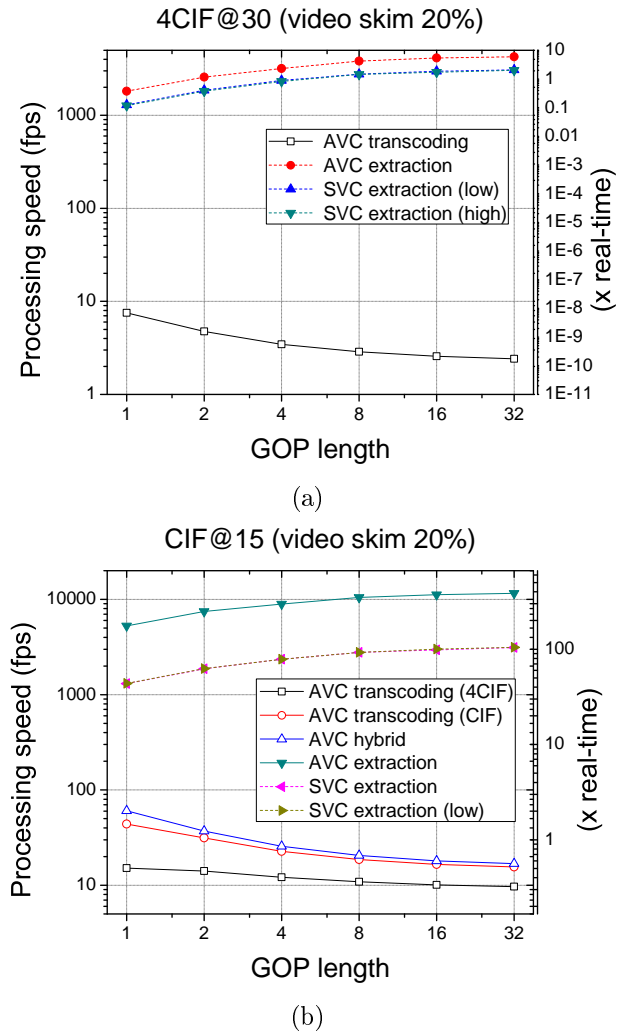 4CIF@30 (video skim 20%)
Processing speed (fps)
1000
100
10
1
10
1
0.1
0.01
1E-3
1E-4
1E-5
1E-6
1E-7
1E-8
1E-9
1E-10
1E-11
(x real-time)
AVC transcoding
AVC extraction
SVC extraction (low)
SVC extraction (high)
1 2 4 8 16 32
GOP length
(a)
CIF@15 (video skim 20%)
Processing speed (fps)
10000
1000
100
10
100
10
1
(x real-time)
AVC transcoding (4CIF)
AVC transcoding (CIF)
AVC hybrid
AVC extraction
SVC extraction
SVC extraction (low)
1 2 4 8 16 32
GOP length
(b)